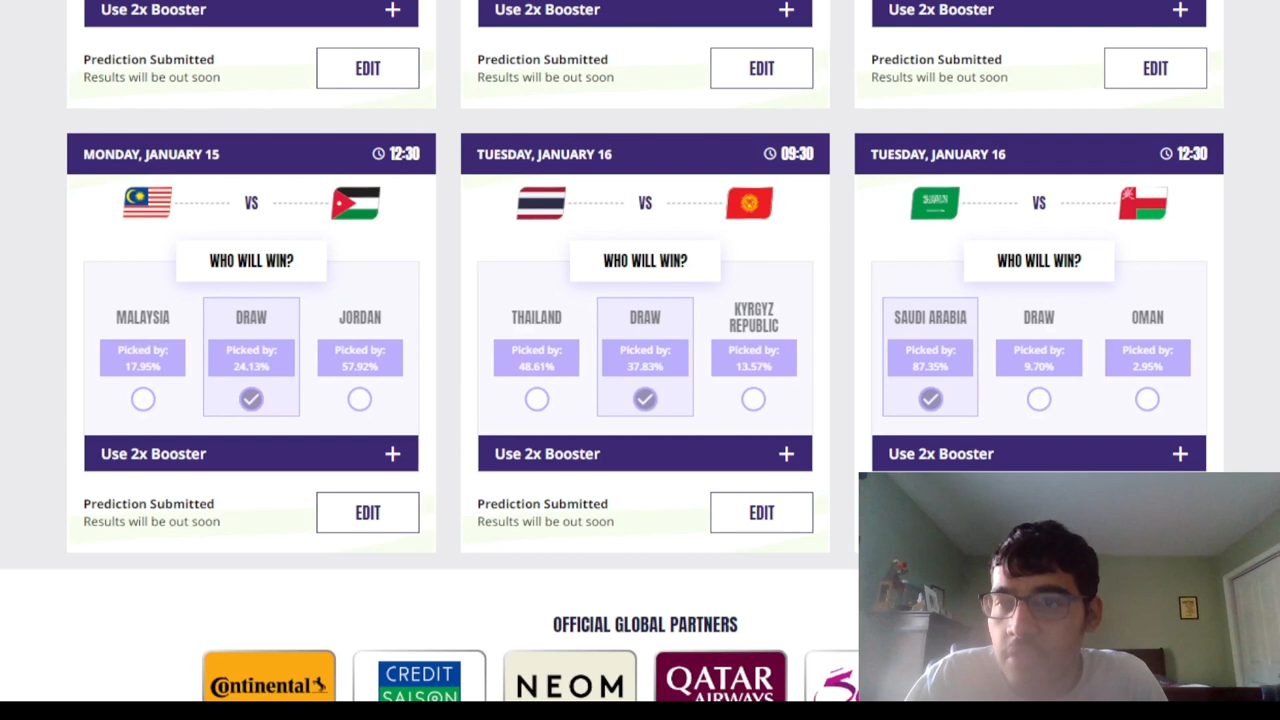 Use 2x Booster +
Use 2x Booster +
Use 2x Booster +
Prediction Submitted
Results will be out soon
EDIT
Prediction Submitted
Results will be out soon
EDIT
Prediction Submitted
Results will be out soon
EDIT
MONDAY, JANUARY 15 12:30
VS
WHO WILL WIN?
MALAYSIA
Picked by:
17.95%
DRAW
Picked by:
24.13%
JORDAN
Picked by:
57.92%
Use 2x Booster +
Prediction Submitted
Results will be out soon
EDIT
TUESDAY, JANUARY 16 09:30
VS
WHO WILL WIN?
THAILAND
Picked by:
48.61%
DRAW
Picked by:
37.83%
KYRGYZ
REPUBLIC
Picked by:
13.57%
Use 2x Booster +
Prediction Submitted
Results will be out soon
EDIT
TUESDAY, JANUARY 16 12:30
VS
WHO WILL WIN?
SAUDI ARABIA
Picked by:
87.35%
DRAW
Picked by:
9.70%
OMAN
Picked by:
2.95%
Use 2x Booster +
OFFICIAL GLOBAL PARTNERS
Continental
CREDIT
SAISON
NEOM
QATAR
AIRWAYS